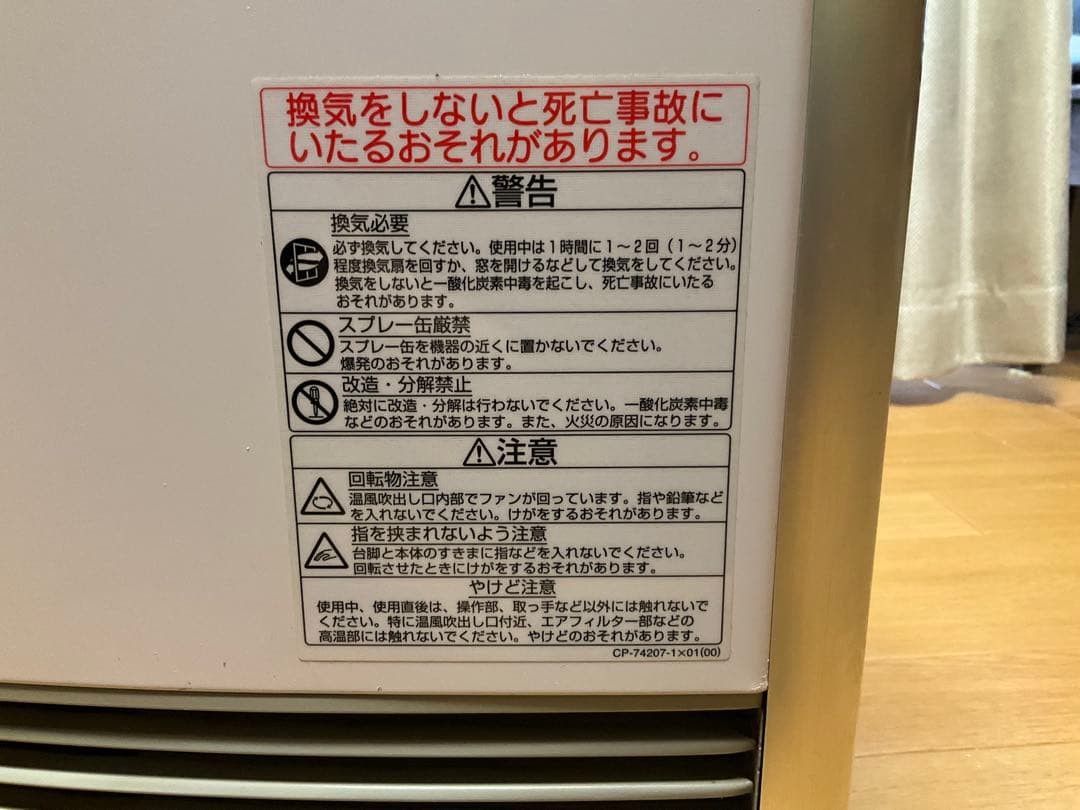 換気をしないと死亡事故に
いたるおそれがあります。
⚠警告
換気必要
必ず換気してください。使用中は1時間に1〜2回（1〜2分）
程度換気扇を回すか、窓を開けるなどして換気をしてください。
換気をしないと一酸化炭素中毒を起こし、死亡事故にいたる
おそれがあります。
スプレー缶厳禁
スプレー缶を機器の近くに置かないでください。
爆発のおそれがあります。
改造・分解禁止
絶対に改造・分解は行わないでください。一酸化炭素中毒
などのおそれがあります。また、火災の原因になります。
⚠注意
回転物注意
温風吹出し口内部でファンが回っています。指や鉛筆など
を入れないでください。けがをするおそれがあります。
指を挟まれないよう注意
台脚と本体のすきまに指などを入れないでください。
回転させたときにけがをするおそれがあります。
やけど注意
使用中、使用直後は、操作部、取っ手など以外には触れないで
ください。特に温風吹出し口付近、エアフィルター部などの
高温部には触れないでください。やけどのおそれがあります。
CP-74207-1×01(00)